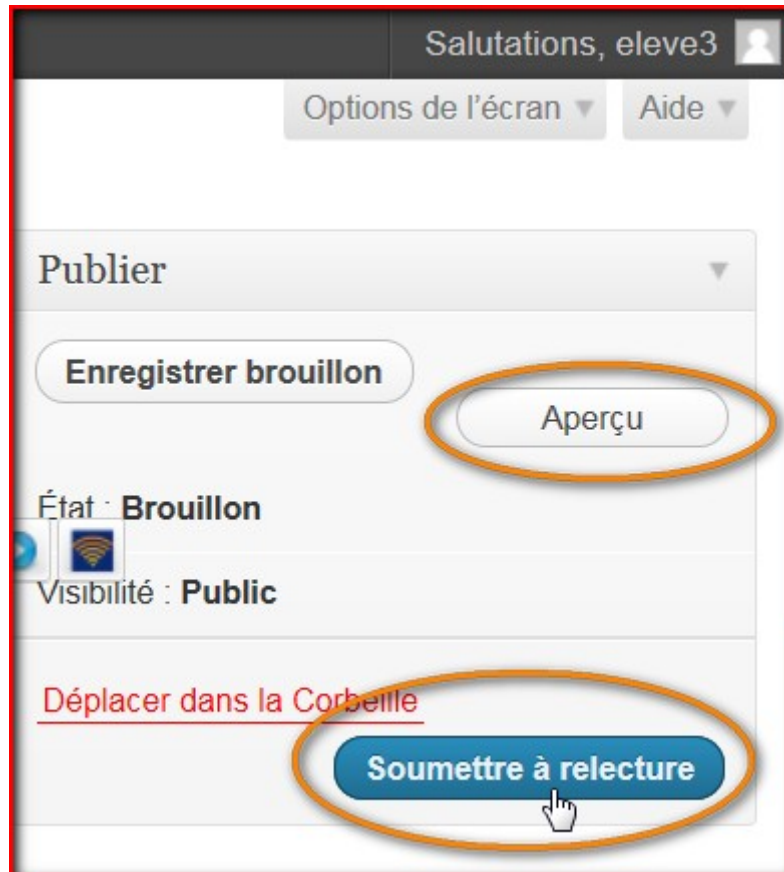 Salutations, eleve3
Options de l'écran Aide
Publier
Enregistrer brouillon
Aperçu
État : Brouillon
Visibilité : Public
Déplacer dans la Corbeille
Soumettre à relecture